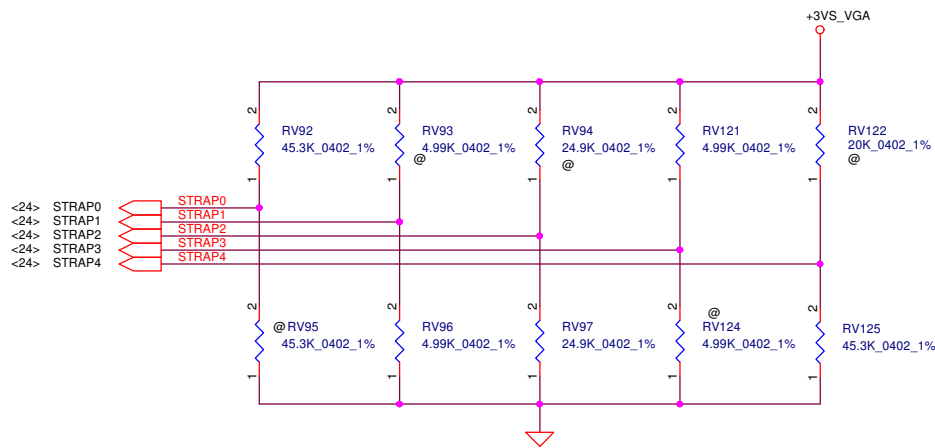 +3VS_VGA
2 2 2 2 2
RV92 RV93 RV94 RV121 RV122
45.3K_0402_1% 4.99K_0402_1% 24.9K_0402_1% 4.99K_0402_1% 20K_0402_1%
@ @ @
1 1 1 1 1
<24> STRAP0 STRAP0
<24> STRAP1 STRAP1
<24> STRAP2 STRAP2
<24> STRAP3 STRAP3
<24> STRAP4 STRAP4
2 2 2 2 2
@
@ RV95 RV96 RV97 RV124 RV125
45.3K_0402_1% 4.99K_0402_1% 24.9K_0402_1% 4.99K_0402_1% 45.3K_0402_1%
1 1 1 1 1